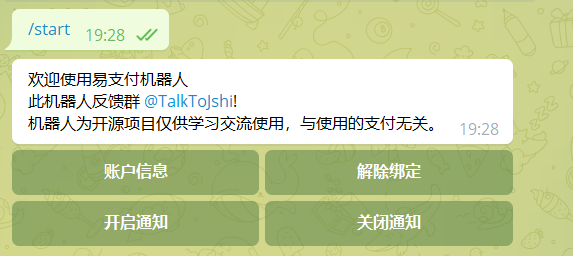 /start 19:28
欢迎使用易支付机器人
此机器人反馈群 @TalkToJshi!
机器人为开源项目仅供学习交流使用，与使用的支付无关。 19:28
账户信息 解除绑定
开启通知 关闭通知